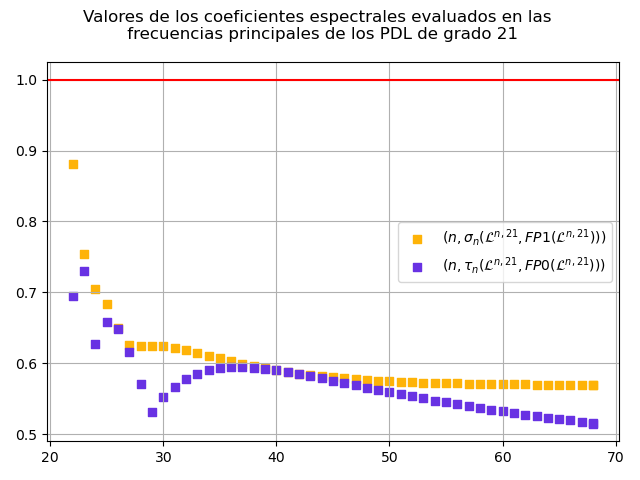 Valores de los coeficientes espectrales evaluados en las
frecuencias principales de los PDL de grado 21
1.0
0.9
0.8
(n, σₙ(ℒⁿ,²¹, FP1(ℒⁿ,²¹)))
(n, τₙ(ℒⁿ,²¹, FP0(ℒⁿ,²¹)))
0.7
0.6
0.5
20 30 40 50 60 70